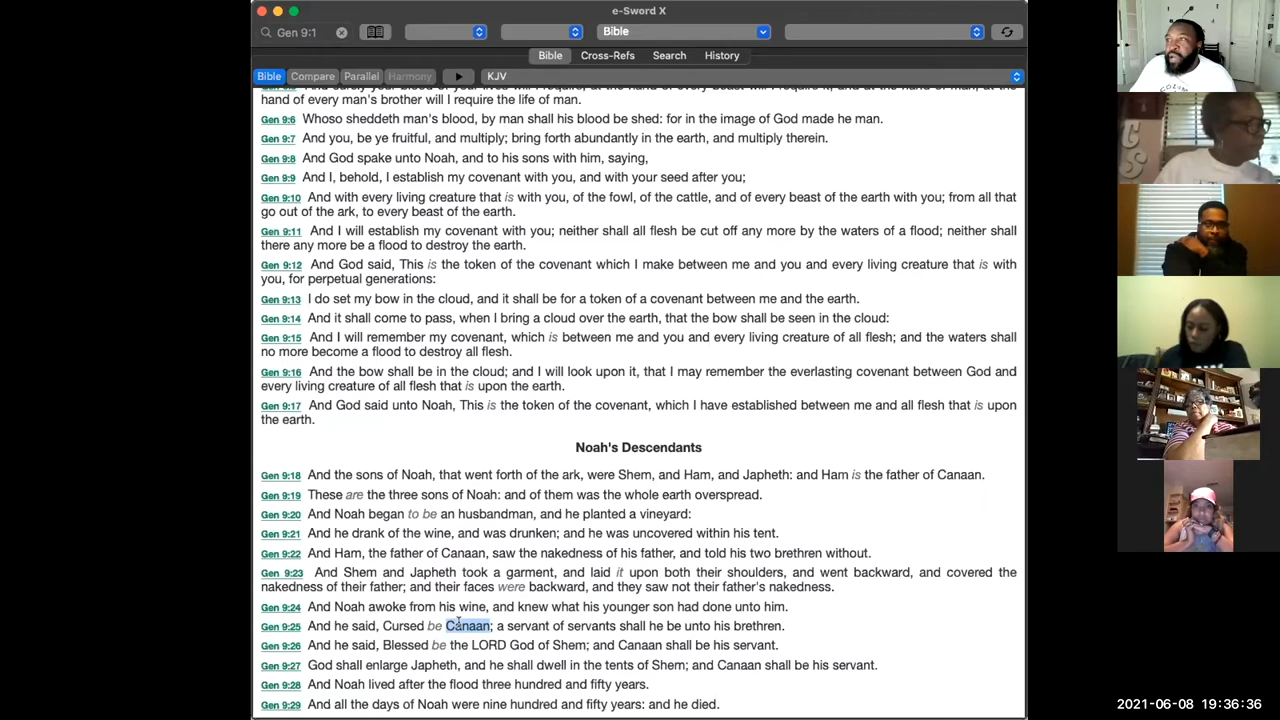 e-Sword X
Gen 9:1
Bible
Bible Cross-Refs Search History
Bible Compare Parallel Harmony KJV
hand of every man's brother will I require the life of man.
Gen 9:6 Whoso sheddeth man's blood, by man shall his blood be shed: for in the image of God made he man.
Gen 9:7 And you, be ye fruitful, and multiply; bring forth abundantly in the earth, and multiply therein.
Gen 9:8 And God spake unto Noah, and to his sons with him, saying,
Gen 9:9 And I, behold, I establish my covenant with you, and with your seed after you;
Gen 9:10 And with every living creature that is with you, of the fowl, of the cattle, and of every beast of the earth with you; from all that
go out of the ark, to every beast of the earth.
Gen 9:11 And I will establish my covenant with you; neither shall all flesh be cut off any more by the waters of a flood; neither shall
there any more be a flood to destroy the earth.
Gen 9:12 And God said, This is the token of the covenant which I make between me and you and every living creature that is with
you, for perpetual generations:
Gen 9:13 I do set my bow in the cloud, and it shall be for a token of a covenant between me and the earth.
Gen 9:14 And it shall come to pass, when I bring a cloud over the earth, that the bow shall be seen in the cloud:
Gen 9:15 And I will remember my covenant, which is between me and you and every living creature of all flesh; and the waters shall
no more become a flood to destroy all flesh.
Gen 9:16 And the bow shall be in the cloud; and I will look upon it, that I may remember the everlasting covenant between God and
every living creature of all flesh that is upon the earth.
Gen 9:17 And God said unto Noah, This is the token of the covenant, which I have established between me and all flesh that is upon
the earth.
Noah's Descendants
Gen 9:18 And the sons of Noah, that went forth of the ark, were Shem, and Ham, and Japheth: and Ham is the father of Canaan.
Gen 9:19 These are the three sons of Noah: and of them was the whole earth overspread.
Gen 9:20 And Noah began to be an husbandman, and he planted a vineyard:
Gen 9:21 And he drank of the wine, and was drunken; and he was uncovered within his tent.
Gen 9:22 And Ham, the father of Canaan, saw the nakedness of his father, and told his two brethren without.
Gen 9:23 And Shem and Japheth took a garment, and laid it upon both their shoulders, and went backward, and covered the
nakedness of their father; and their faces were backward, and they saw not their father's nakedness.
Gen 9:24 And Noah awoke from his wine, and knew what his younger son had done unto him.
Gen 9:25 And he said, Cursed be Canaan; a servant of servants shall he be unto his brethren.
Gen 9:26 And he said, Blessed be the LORD God of Shem; and Canaan shall be his servant.
Gen 9:27 God shall enlarge Japheth, and he shall dwell in the tents of Shem; and Canaan shall be his servant.
Gen 9:28 And Noah lived after the flood three hundred and fifty years.
Gen 9:29 And all the days of Noah were nine hundred and fifty years: and he died.
2021-06-08 19:36:36